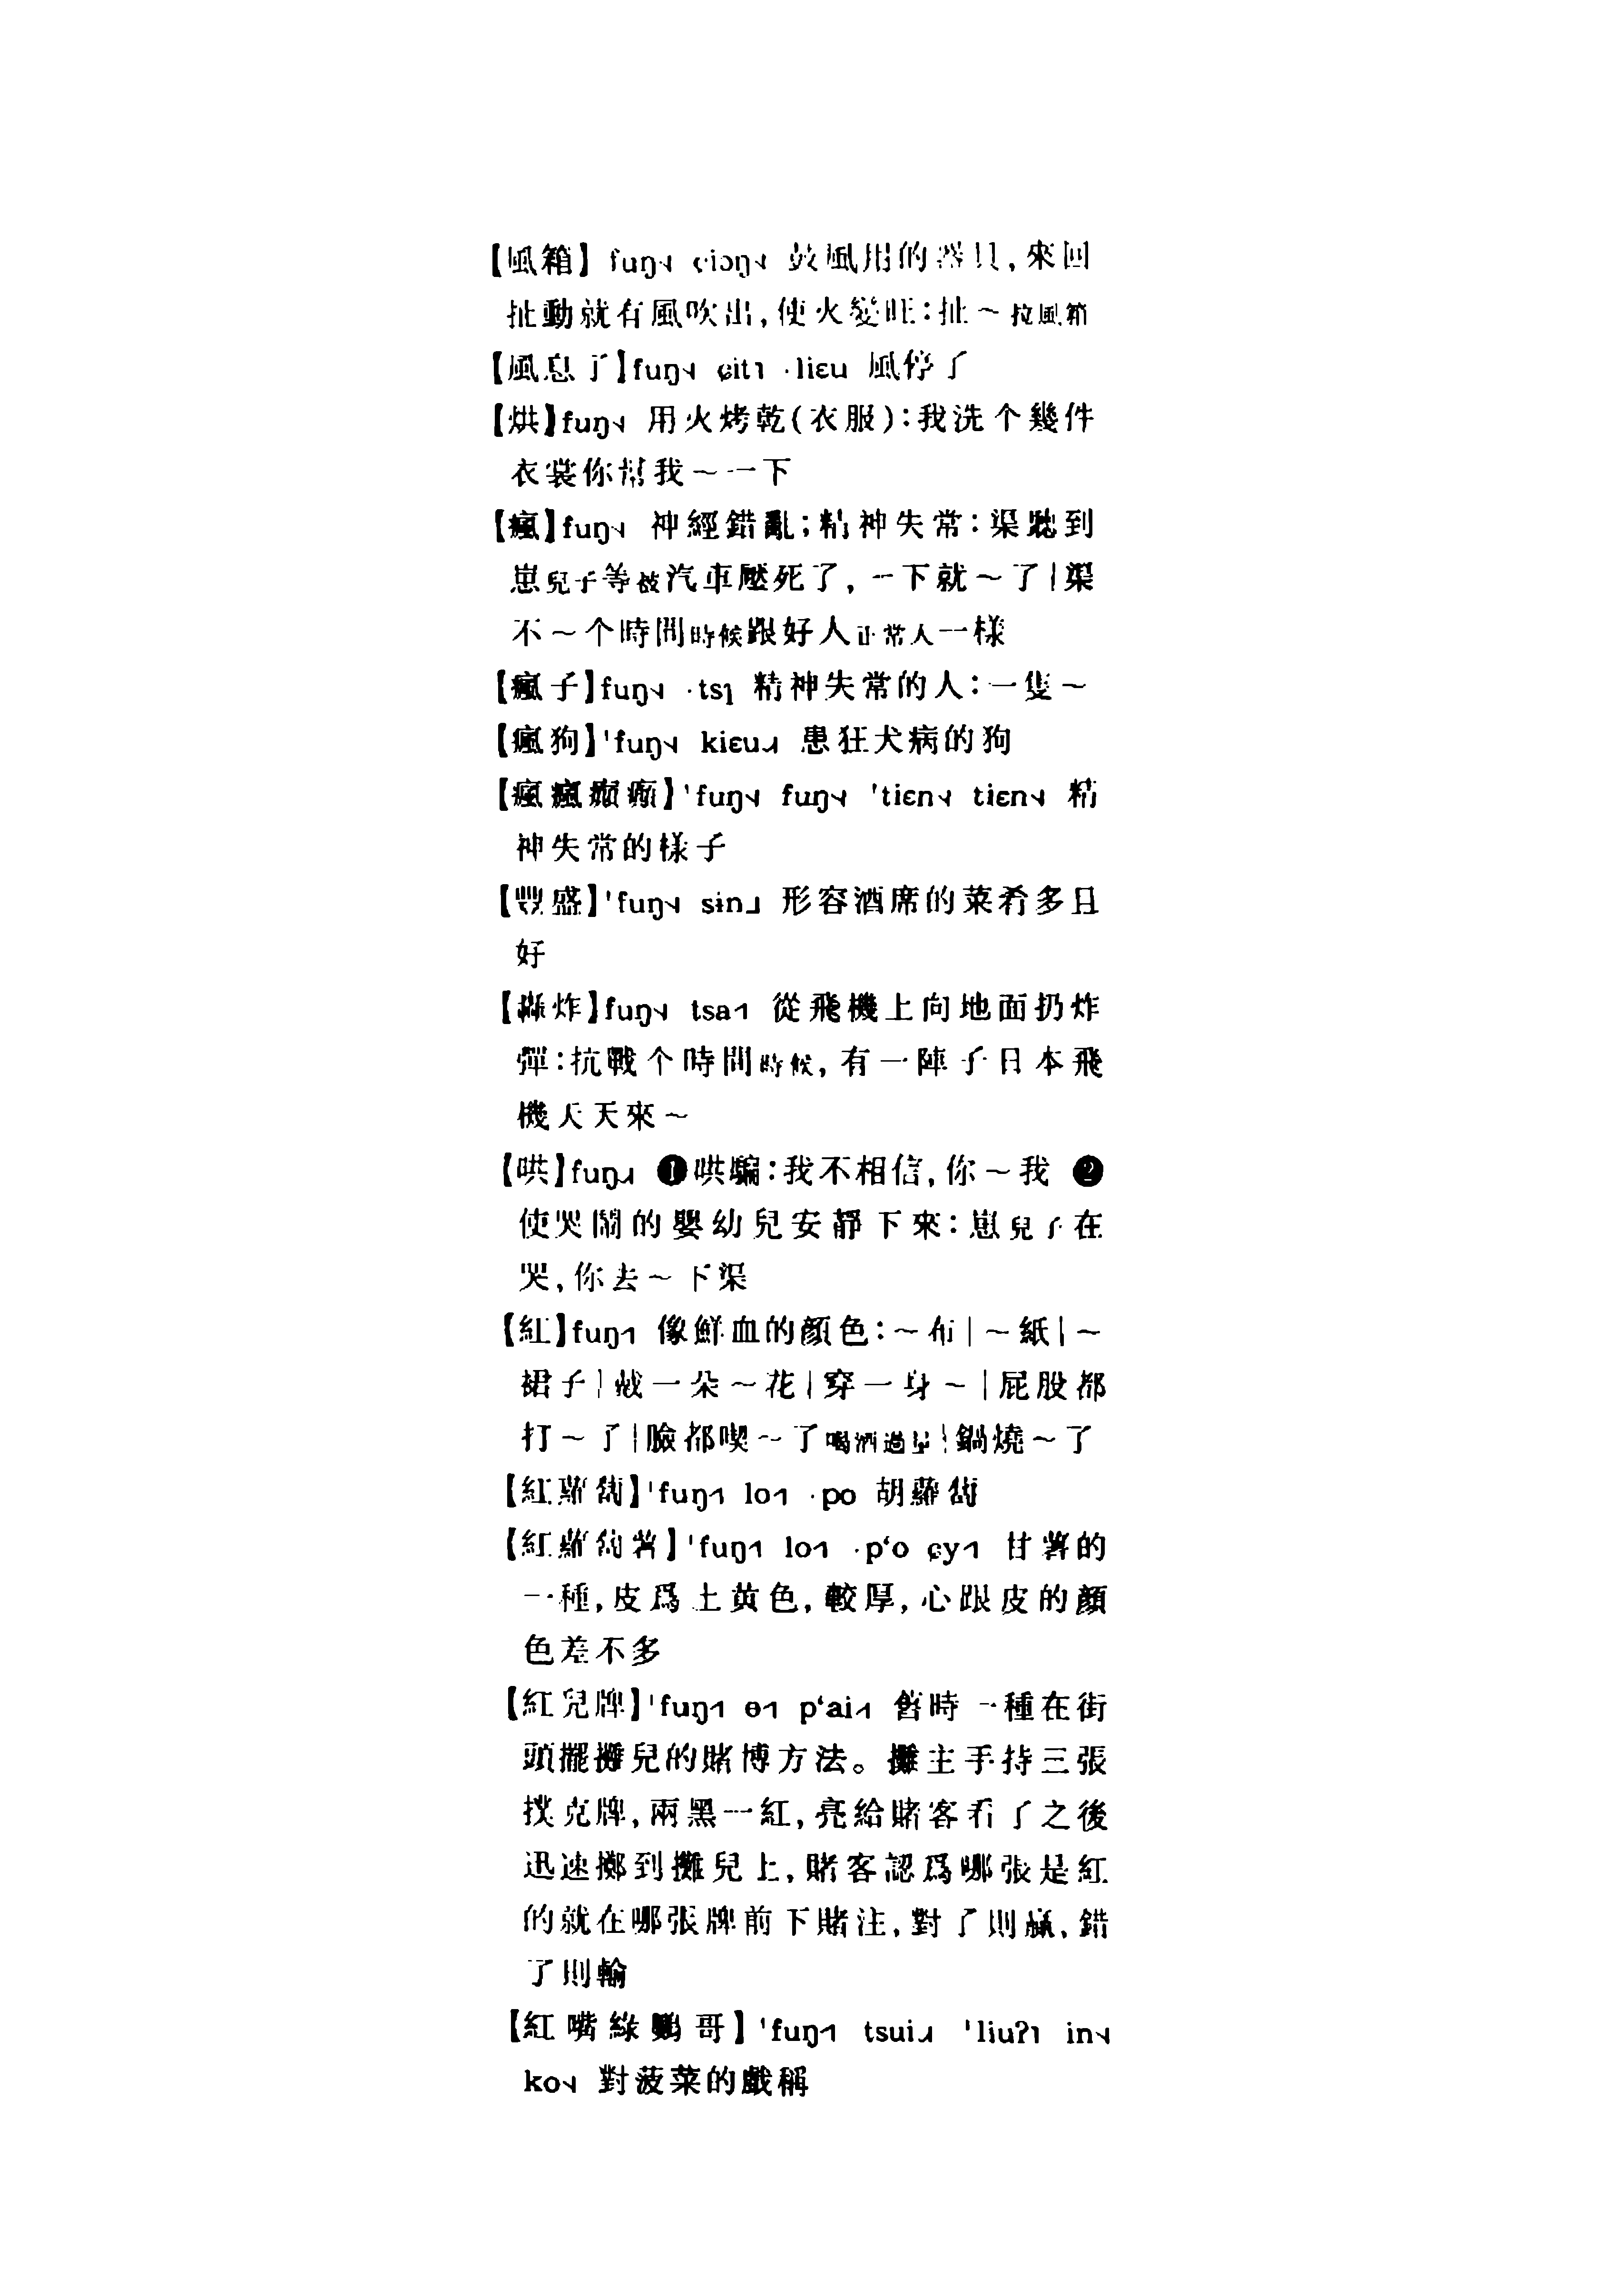 【風箱】 fuŋ˧˨ ɕiɔŋ˧˨ 鼓風用的器具，來回
扯動就有風吹出，使火變旺：扯～拉風箱
【風息了】fuŋ˧˨ ɕit˥ ·liɛu 風停了
【烘】fuŋ˧˨ 用火烤乾(衣服)：我洗个幾件
衣裳你幫我～一下
【瘋】fuŋ˧˨ 神經錯亂；精神失常：渠聽到
崽兒子等被汽車壓死了，一下就～了|渠
不～个時間時候跟好人正常人一樣
【瘋子】fuŋ˧˨ ·tsʅ 精神失常的人：一隻～
【瘋狗】'fuŋ˧˨ kiɛu˨˩ 患狂犬病的狗
【瘋瘋癲癲】'fuŋ˧˨ fuŋ˧˨ 'tiɛn˧˨ tiɛn˧˨ 精
神失常的樣子
【豐盛】'fuŋ˧˨ sɨn˩ 形容酒席的菜肴多且
好
【轟炸】fuŋ˧˨ tsa˧˥ 從飛機上向地面扔炸
彈：抗戰个時間時候，有一陣子日本飛
機天天來～
【哄】fuŋ˨˩ ❶哄騙：我不相信，你～我 ❷
使哭鬧的嬰幼兒安靜下來：崽兒子在
哭，你去～下渠
【紅】fuŋ˧˥ 像鮮血的顏色：～布|～紙|～
裙子|戴一朵～花|穿一身～|屁股都
打～了|臉都喫～了喝酒過量|鍋燒～了
【紅蘿蔔】'fuŋ˧˥ lo˧˥ ·po 胡蘿蔔
【紅蘿蔔薯】'fuŋ˧˥ lo˧˥ ·p‘o ɕy˧˥ 甘薯的
一種，皮爲土黃色，較厚，心跟皮的顏
色差不多
【紅兒牌】'fuŋ˧˥ ɵ˧˥ p‘ai˧˥ 舊時一種在街
頭擺攤兒的賭博方法。攤主手持三張
撲克牌，兩黑一紅，亮給賭客看了之後
迅速擲到攤兒上，賭客認爲哪張是紅
的就在哪張牌前下賭注，對了則贏，錯
了則輸
【紅嘴綠鸚哥】'fuŋ˧˥ tsui˨˩ 'liuʔ˥ in˧˨
ko˧˨ 對菠菜的戲稱